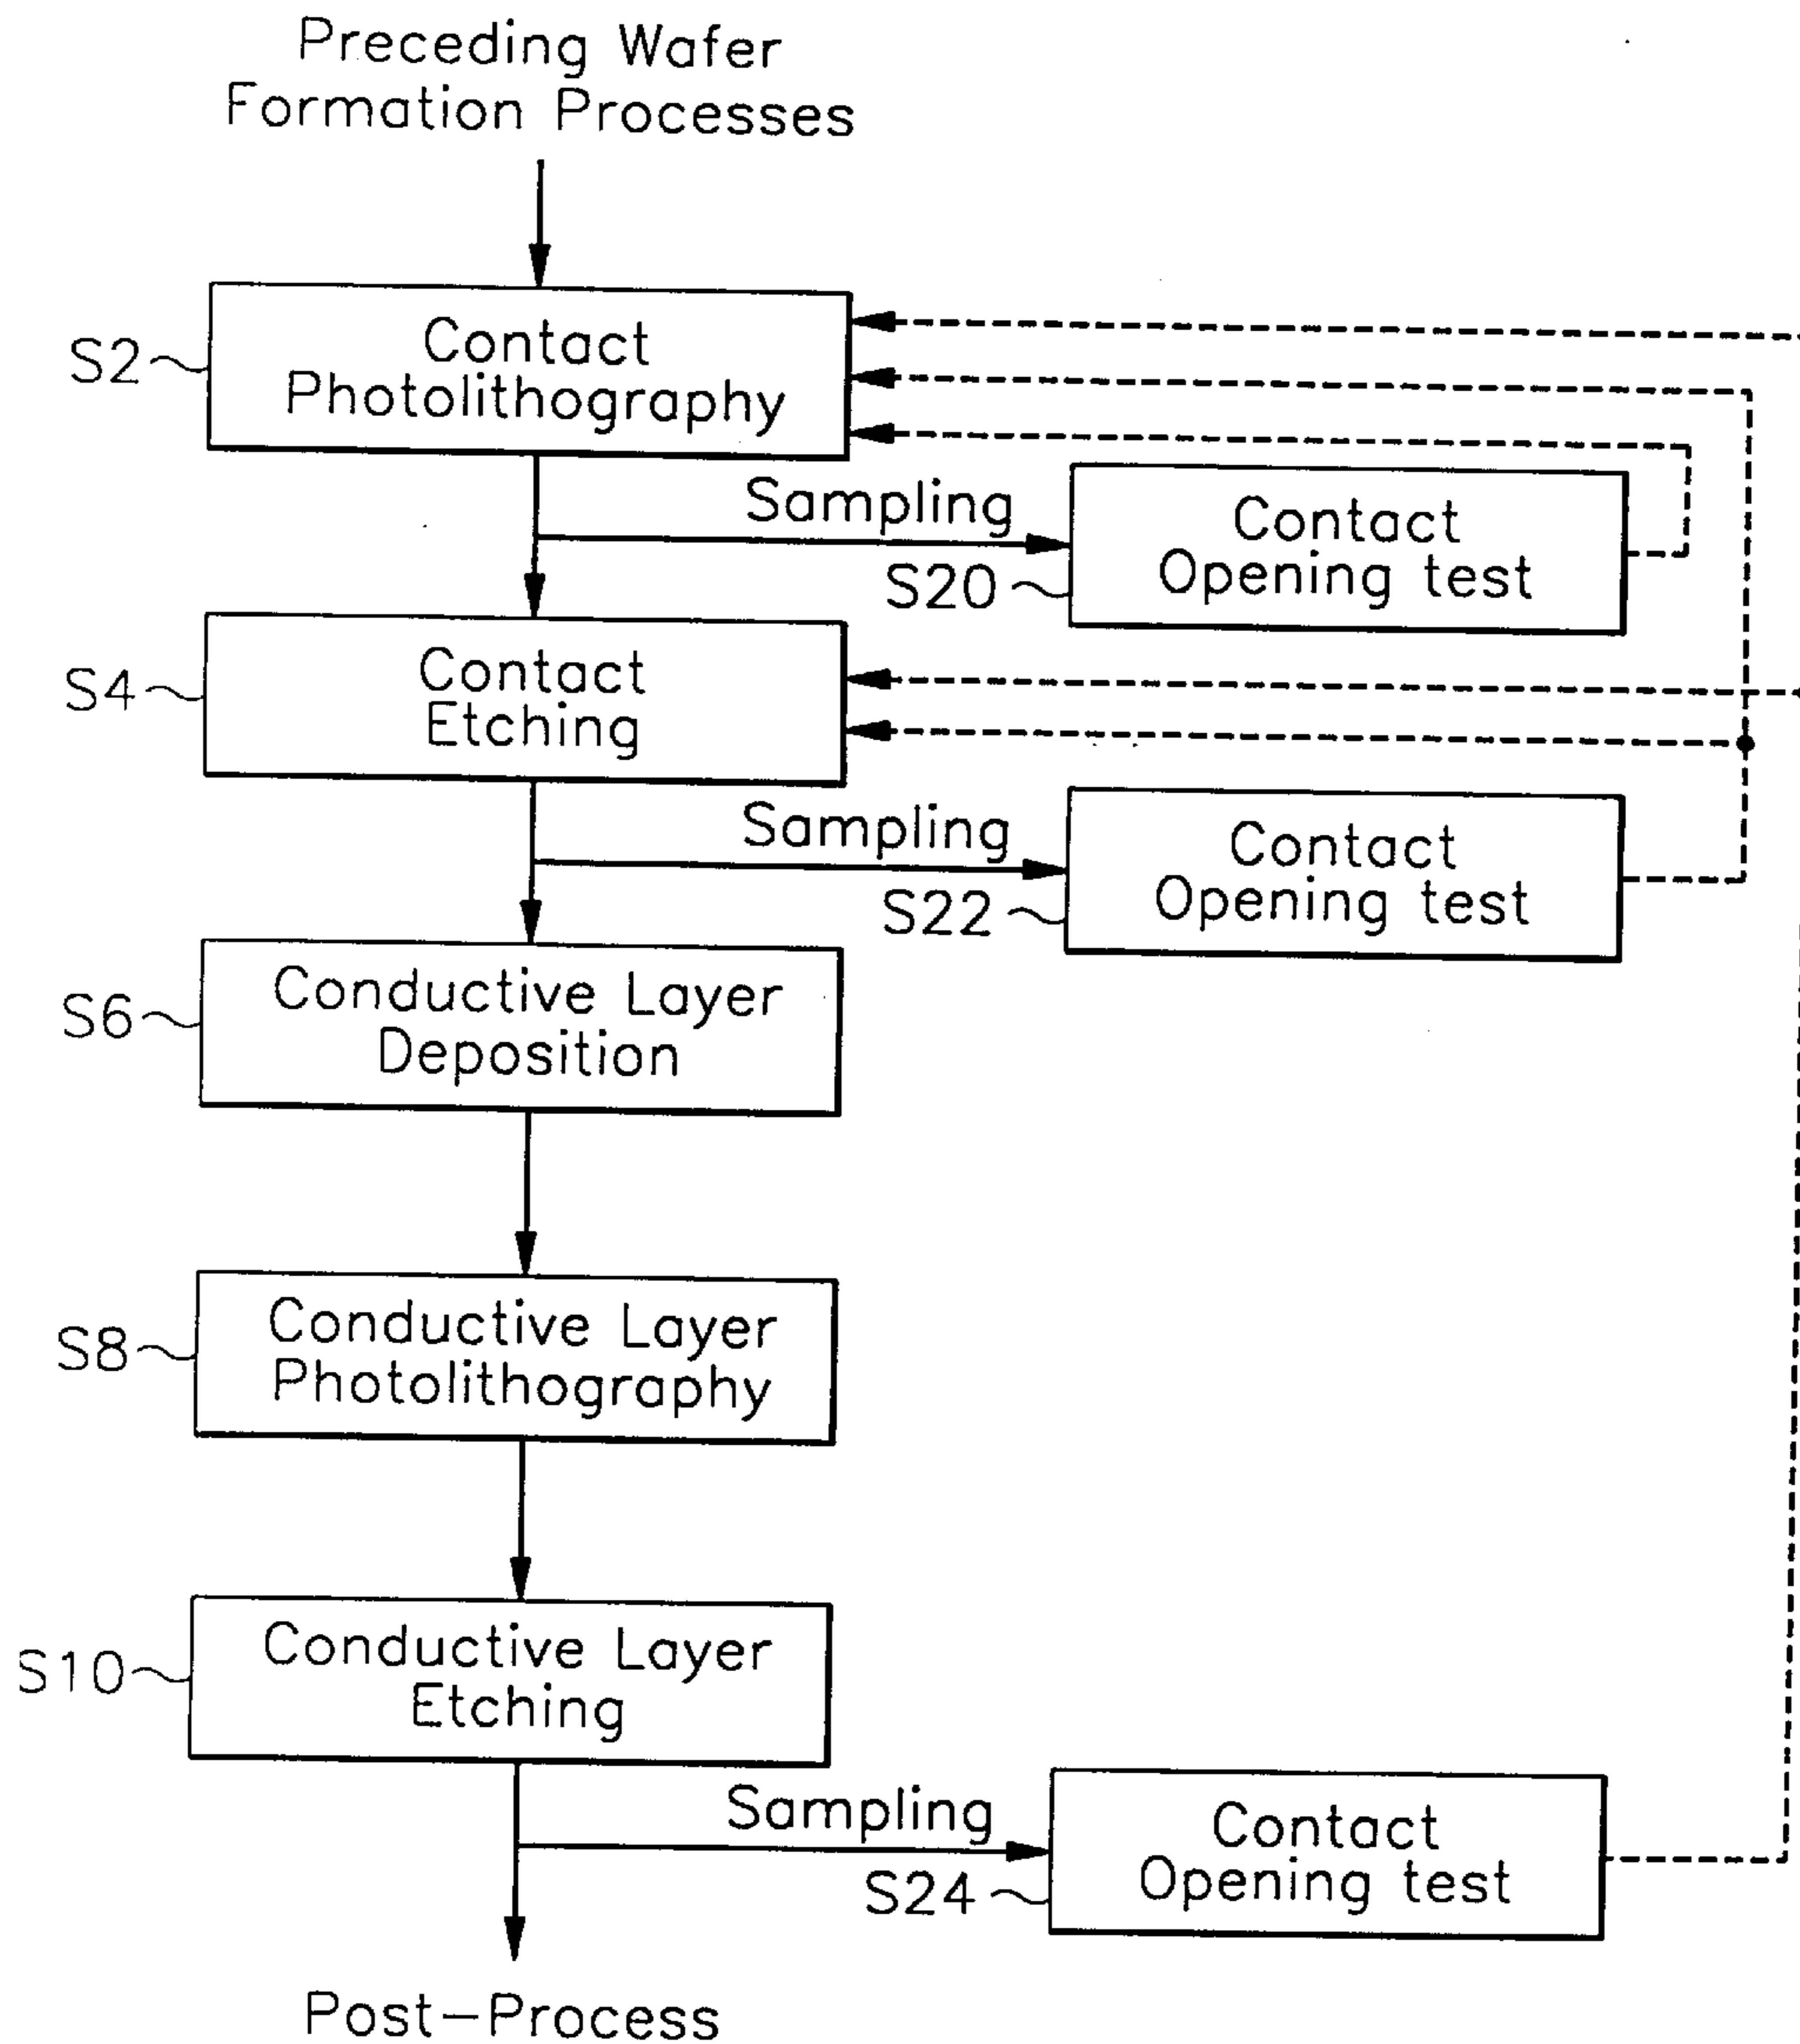 Preceding Wafer
Formation Processes
S2
Contact
Photolithography
Sampling
S20
Contact
Opening test
S4
Contact
Etching
Sampling
S22
Contact
Opening test
S6
Conductive Layer
Deposition
S8
Conductive Layer
Photolithography
S10
Conductive Layer
Etching
Sampling
S24
Contact
Opening test
Post-Process